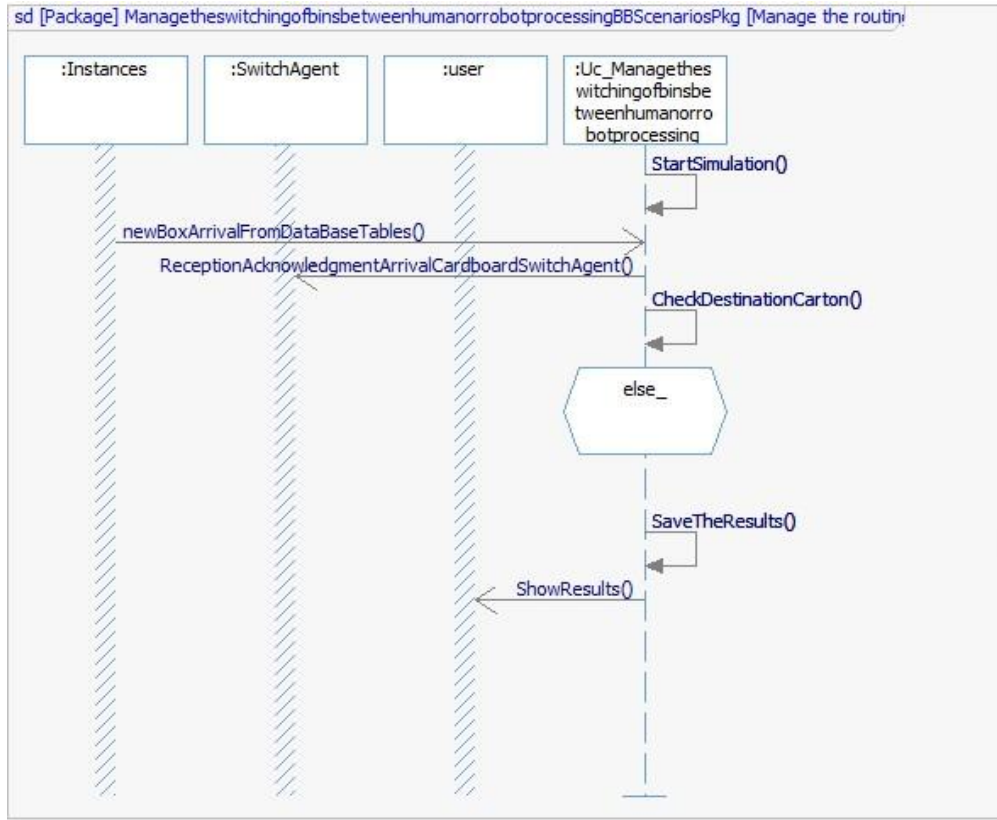 sd [Package] ManagetheswitchingofbinsbetweenhumanorrobotprocessingBBScenariosPkg [Manage the routin
:Instances
:SwitchAgent
:user
:Uc_Managethes
witchingofbinsbe
tweenhumanorro
botprocessing
StartSimulation()
newBoxArrivalFromDataBaseTables()
ReceptionAcknowledgmentArrivalCardboardSwitchAgent()
CheckDestinationCarton()
else_
SaveTheResults()
ShowResults()